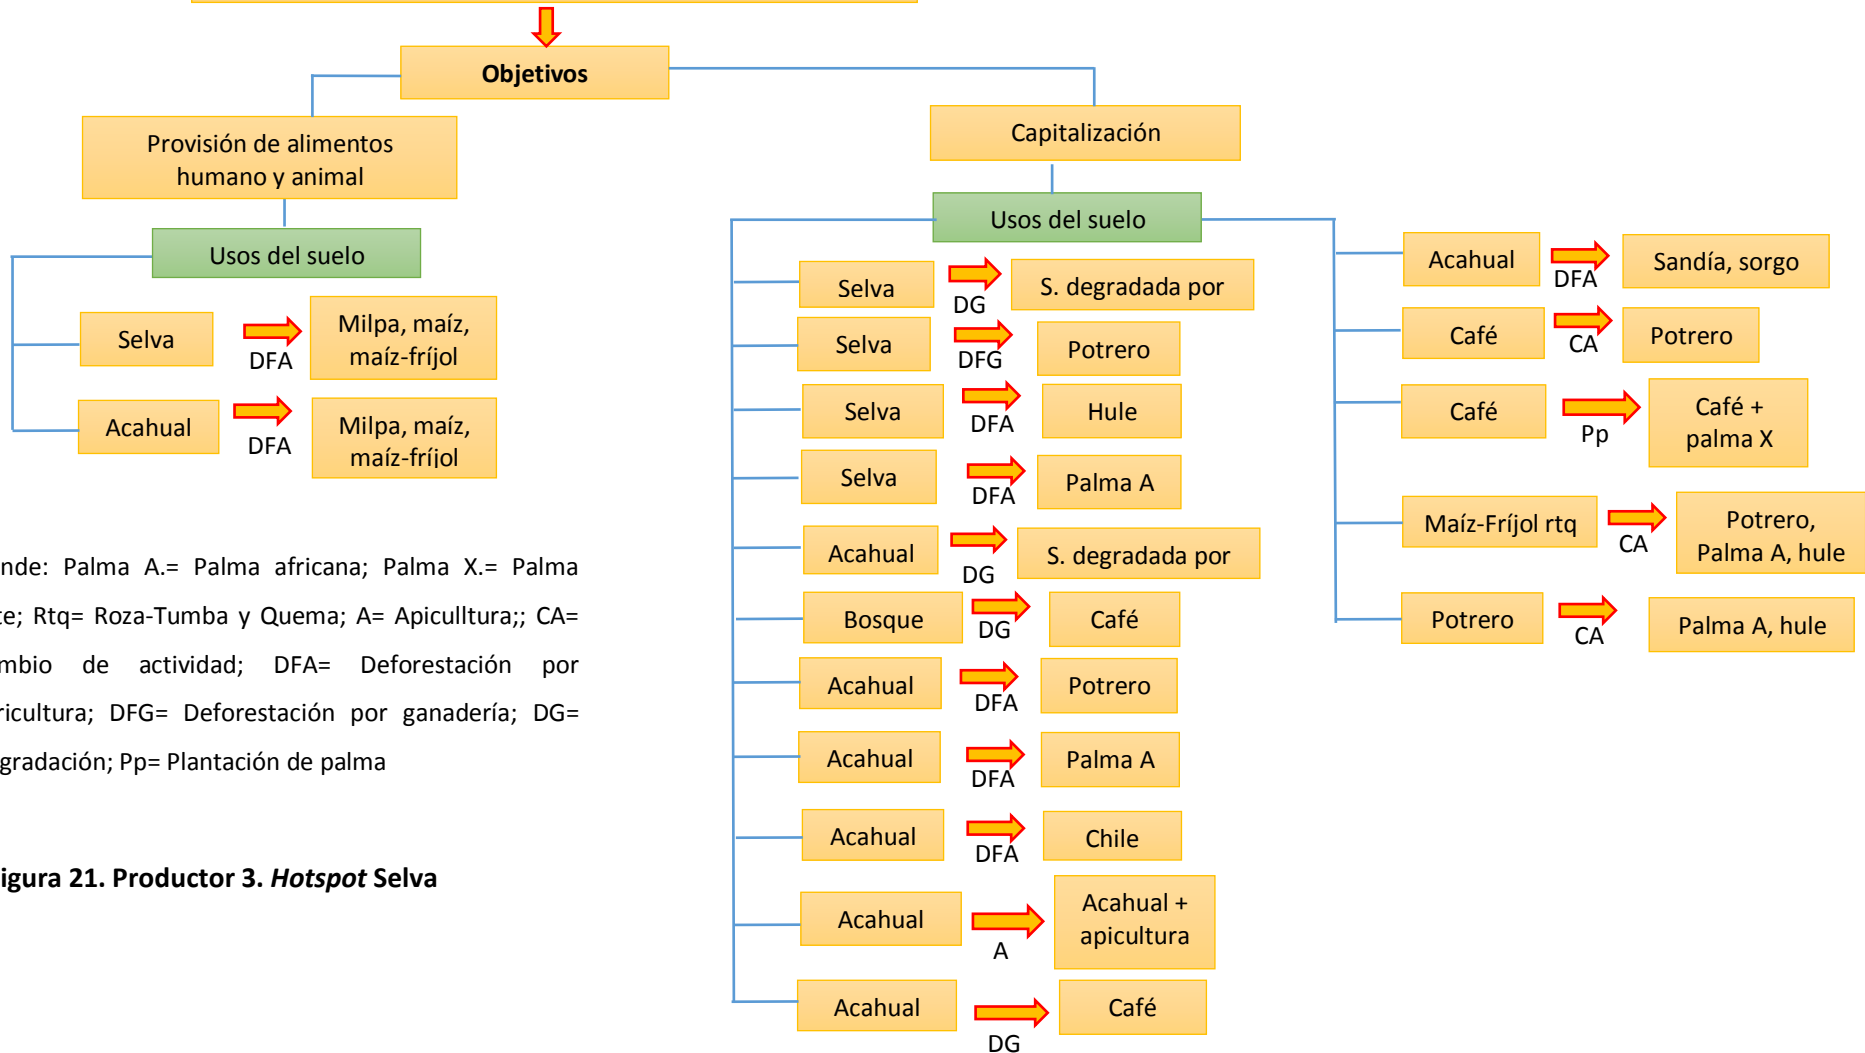 Objetivos
Provisión de alimentos
humano y animal
Usos del suelo
Selva
DFA
Milpa, maíz,
maíz-fríjol
Acahual
DFA
Milpa, maíz,
maíz-fríjol
Capitalización
Usos del suelo
Selva
DG
S. degradada por
Selva
DFG
Potrero
Selva
DFA
Hule
Selva
DFA
Palma A
Acahual
DG
S. degradada por
Bosque
DG
Café
Acahual
DFA
Potrero
Acahual
DFA
Palma A
Acahual
DFA
Chile
Acahual
A
Acahual +
apicultura
Acahual
DG
Café
Acahual
DFA
Sandía, sorgo
Café
CA
Potrero
Café
Pp
Café +
palma X
Maíz-Fríjol rtq
CA
Potrero,
Palma A, hule
Potrero
CA
Palma A, hule
nde: Palma A.= Palma africana; Palma X.= Palma
te; Rtq= Roza-Tumba y Quema; A= Apiculltura;; CA=
mbio de actividad; DFA= Deforestación por
ricultura; DFG= Deforestación por ganadería; DG=
gradación; Pp= Plantación de palma
igura 21. Productor 3. Hotspot Selva